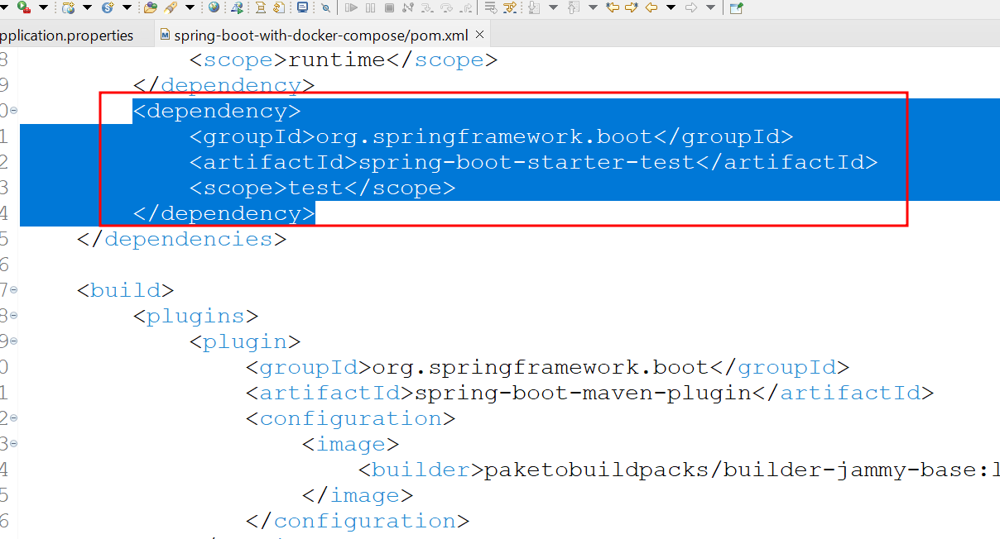 pplication.properties
spring-boot-with-docker-compose/pom.xml
8 <scope>runtime</scope>
9 </dependency>
0 <dependency>
1 <groupId>org.springframework.boot</groupId>
2 <artifactId>spring-boot-starter-test</artifactId>
3 <scope>test</scope>
4 </dependency>
5 </dependencies>
6
7 <build>
8 <plugins>
9 <plugin>
0 <groupId>org.springframework.boot</groupId>
1 <artifactId>spring-boot-maven-plugin</artifactId>
2 <configuration>
3 <image>
4 <builder>paketobuildpacks/builder-jammy-base:l
5 </image>
6 </configuration>